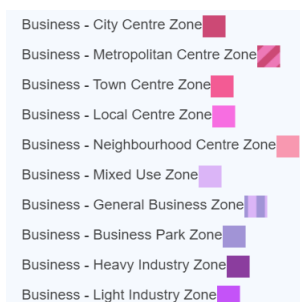 Business - City Centre Zone
Business - Metropolitan Centre Zone
Business - Town Centre Zone
Business - Local Centre Zone
Business - Neighbourhood Centre Zone
Business - Mixed Use Zone
Business - General Business Zone
Business - Business Park Zone
Business - Heavy Industry Zone
Business - Light Industry Zone